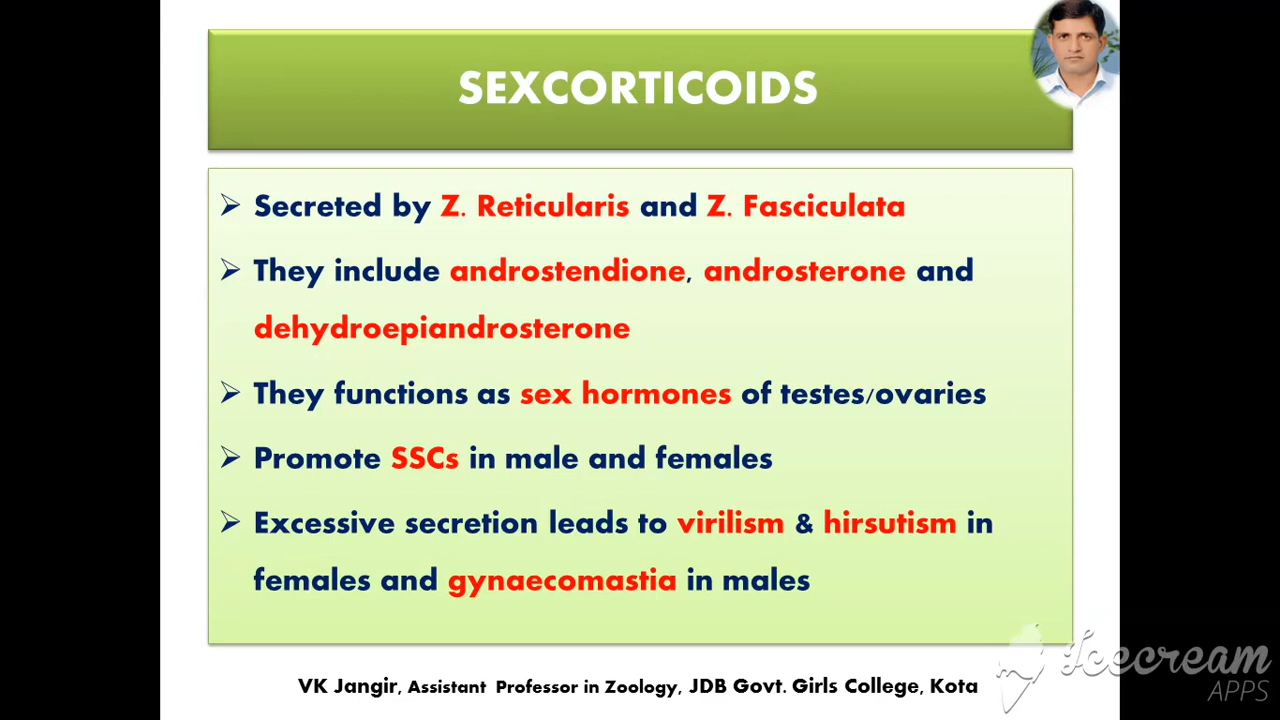 SEXCORTICOIDS
Secreted by Z. Reticularis and Z. Fasciculata
They include androstendione, androsterone and
dehydroepiandrosterone
They functions as sex hormones of testes/ovaries
Promote SSCs in male and females
Excessive secretion leads to virilism & hirsutism in
females and gynaecomastia in males
VK Jangir, Assistant Professor in Zoology, JDB Govt. Girls College, Kota
Icecream
APPS